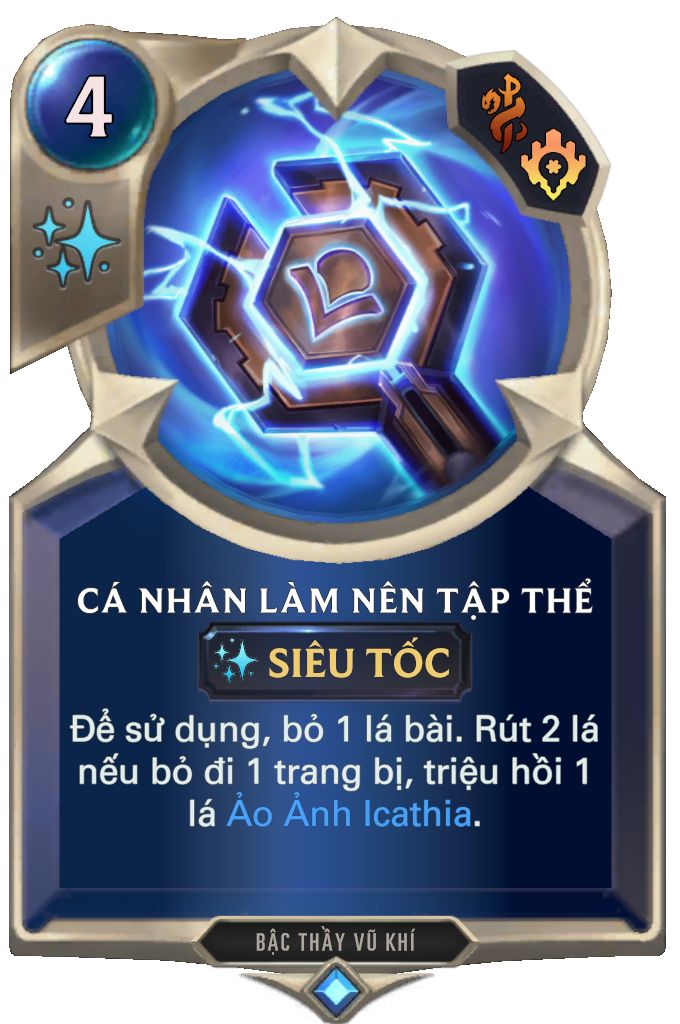 4
CÁ NHÂN LÀM NÊN TẬP THỂ
SIÊU TỐC
Để sử dụng, bỏ 1 lá bài. Rút 2 lá
nếu bỏ đi 1 trang bị, triệu hồi 1
lá Ảo Ảnh Icathia.
BẬC THẦY VŨ KHÍ